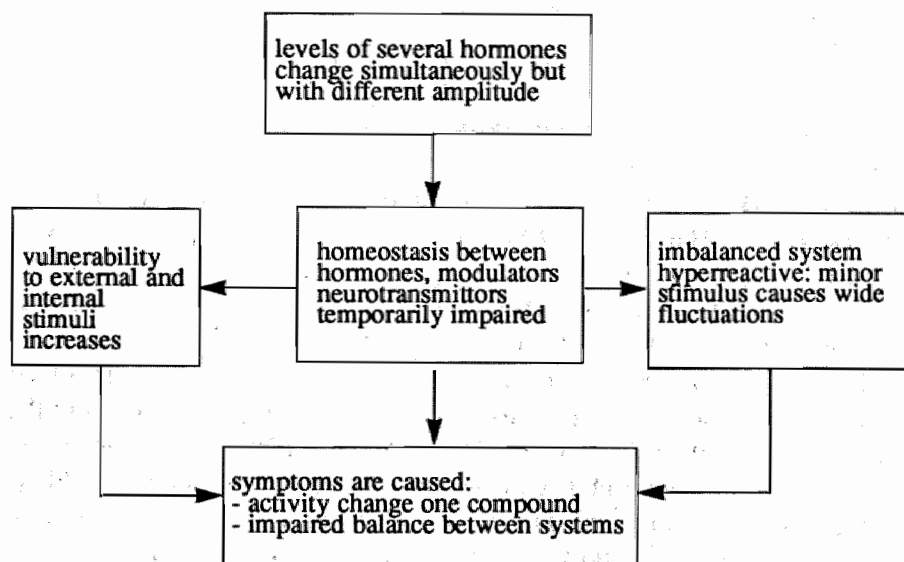 levels of several hormones
change simultaneously but
with different amplitude
vulnerability
to external and
internal
stimuli
increases
homeostasis between
hormones, modulators
neurotransmittors
temporarily impaired
imbalanced system
hyperreactive: minor
stimulus causes wide
fluctuations
symptoms are caused:
- activity change one compound
- impaired balance between systems